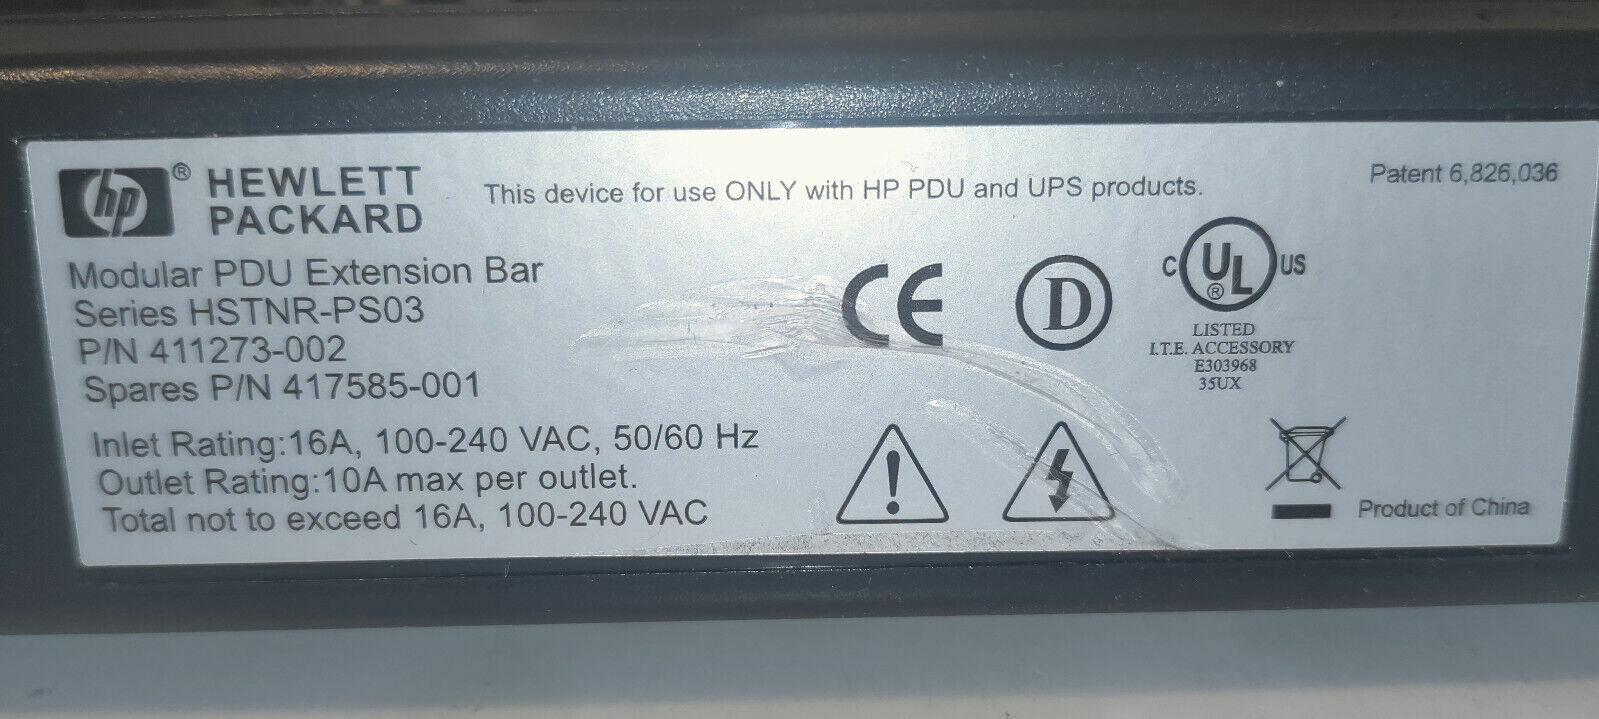 hp ® HEWLETT
PACKARD
This device for use ONLY with HP PDU and UPS products.
Patent 6,826,036
Modular PDU Extension Bar
Series HSTNR-PS03
P/N 411273-002
Spares P/N 417585-001
Inlet Rating:16A, 100-240 VAC, 50/60 Hz
Outlet Rating:10A max per outlet.
Total not to exceed 16A, 100-240 VAC
CE
D
C UL ® US
LISTED
I.T.E. ACCESSORY
E303968
35UX
Product of China